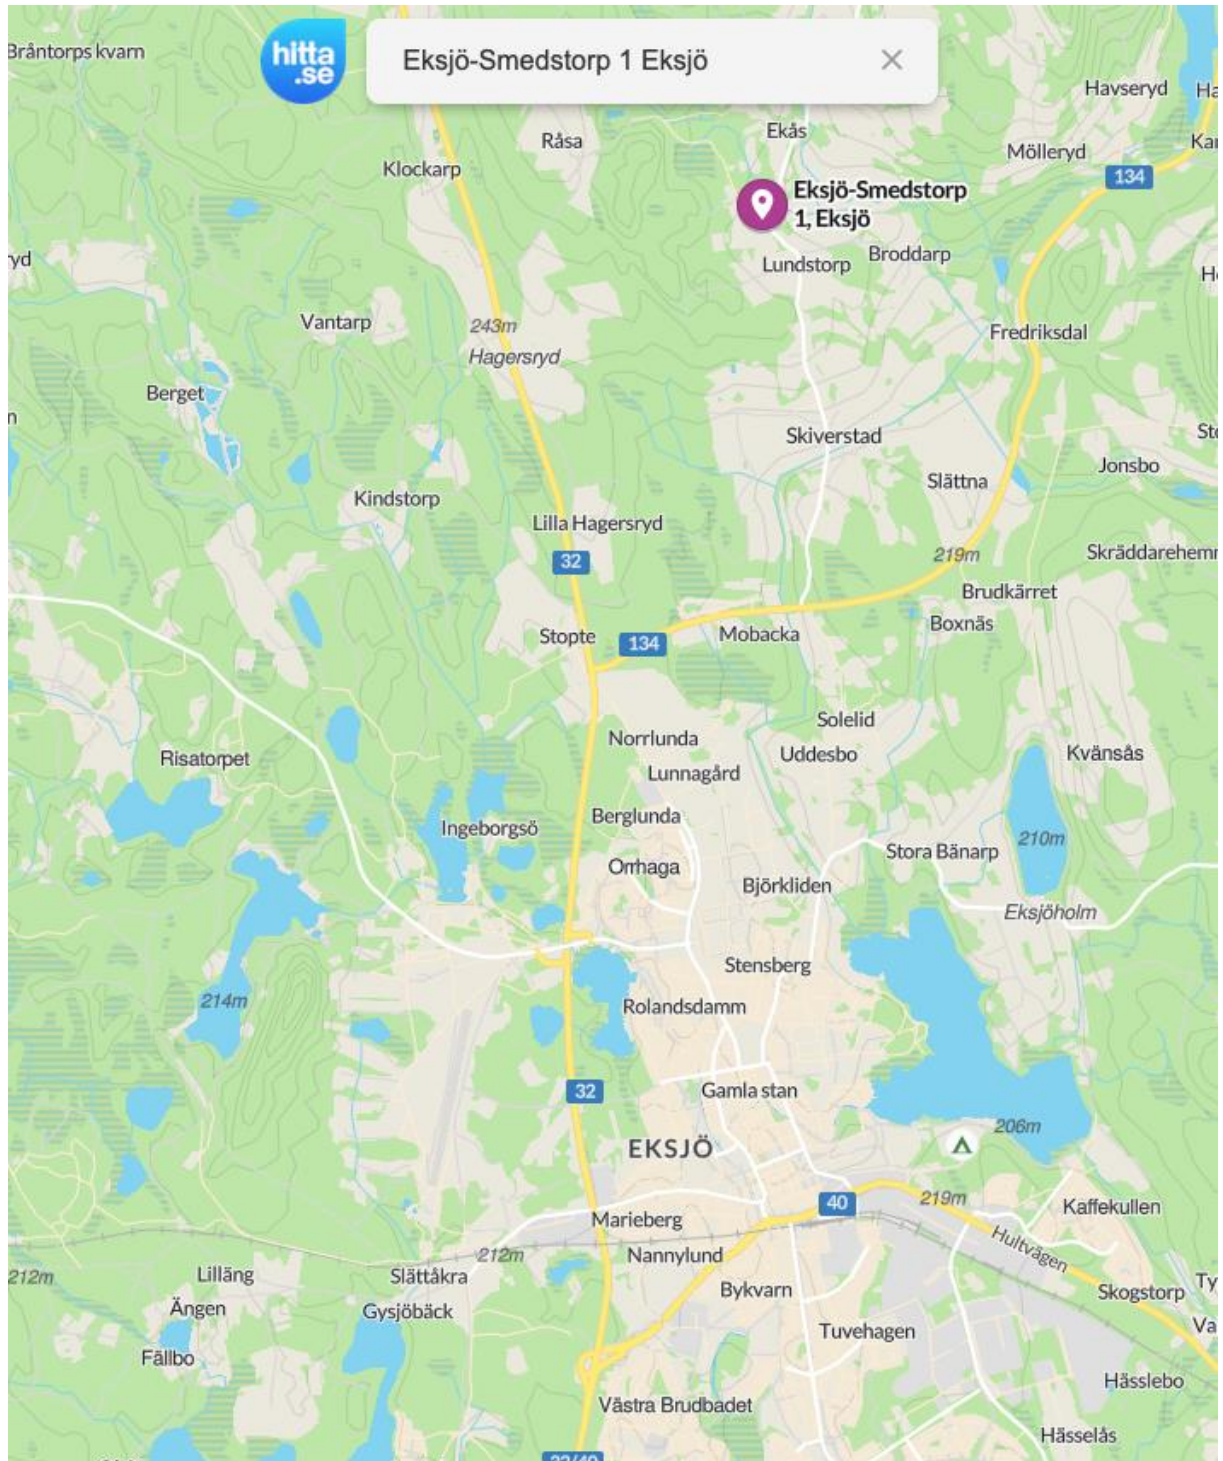 Bråntorps kvarn
hitta
.se
Eksjö-Smedstorp 1 Eksjö
Havseryd
Ekås
Råsa
Mölleryd
Klockarp
134
Eksjö-Smedstorp
1, Eksjö
Broddarp
Lundstorp
Vantarp
243m
Hagersryd
Fredriksdal
Berget
Skiverstad
Jonsbo
Slättna
Kindstorp
Lilla Hagersryd
32
219m
Brudkärret
Boxnäs
Stopte
134
Mobacka
Solelid
Norrlunda
Uddesbo
Kvänsås
Risatorpet
Lunnagård
Berglunda
Ingeborgsö
210m
Stora Bänarp
Orrhaga
Björkliden
Eksjöholm
Stensberg
214m
Rolandsdamm
32
Gamla stan
206m
EKSJÖ
40
219m
Kaffekullen
Marieberg
Hultvägen
212m
Nannylund
212m
Lilläng
Slättåkra
Bykvarn
Skogstorp
Ängen
Gysjöbäck
Tuvehagen
Fällbo
Hässlebo
Västra Brudbadet
Hässelås